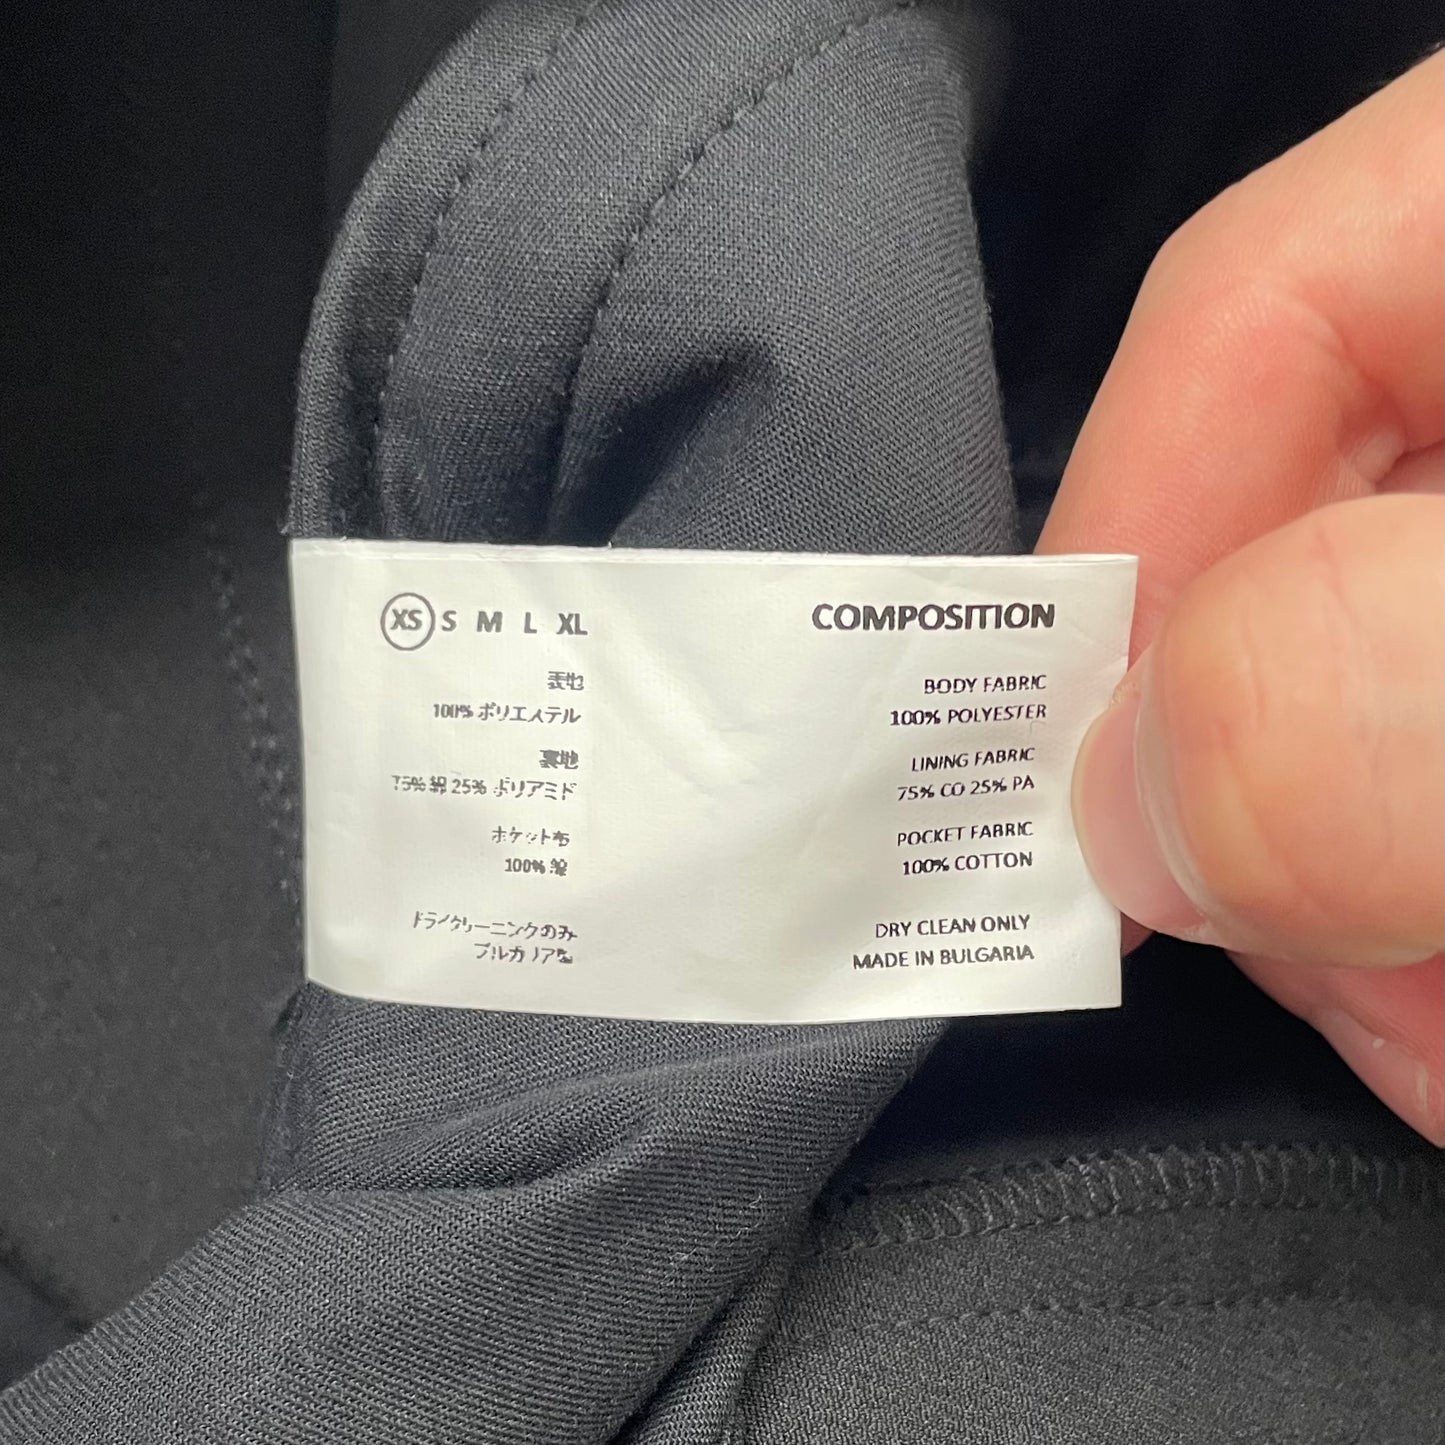 XS S M L XL
表地
100% ポリエステル
裏地
75% 綿 25% ポリアミド
ポケット布
100% 綿
ドライクリーニングのみ
ブルガリア製
COMPOSITION
BODY FABRIC
100% POLYESTER
LINING FABRIC
75% CO 25% PA
POCKET FABRIC
100% COTTON
DRY CLEAN ONLY
MADE IN BULGARIA